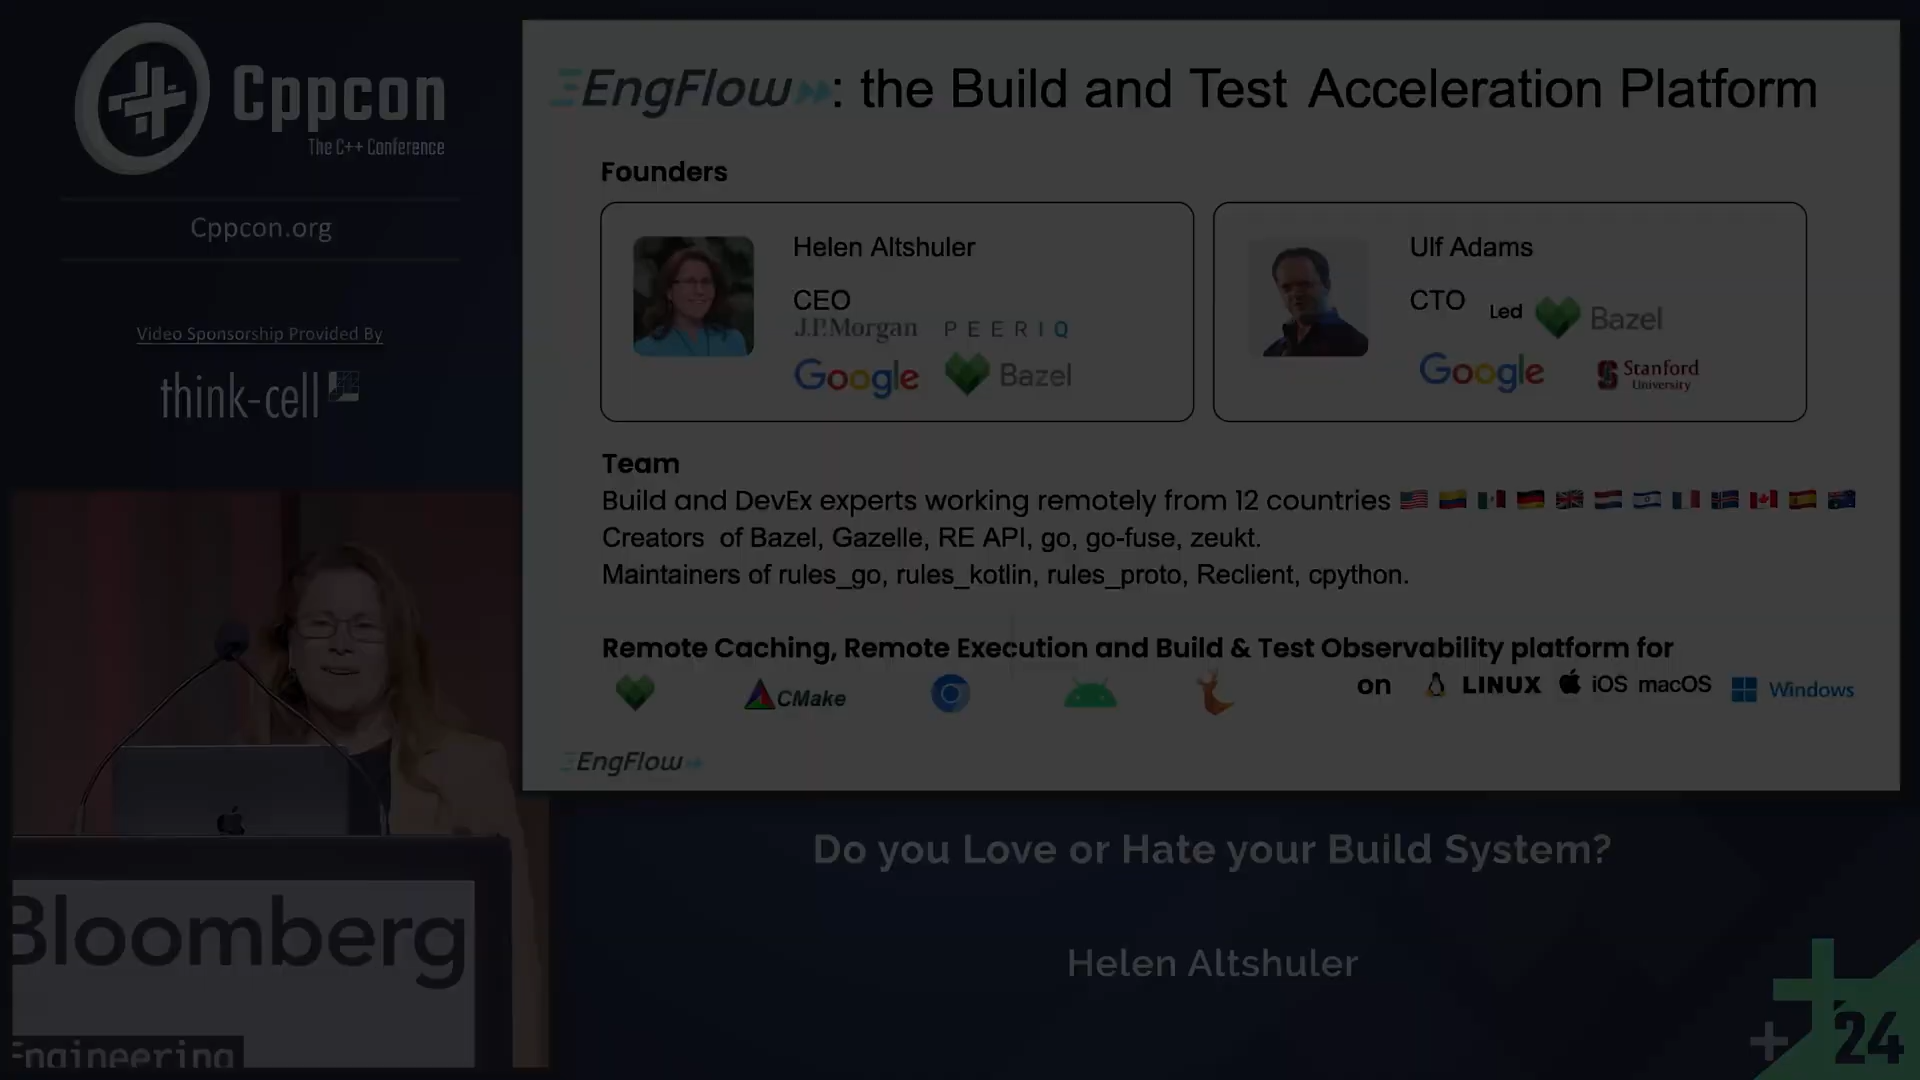 Cppcon
The C++ Conference
Cppcon.org
Video Sponsorship Provided By
think-cell
EngFlow : the Build and Test Acceleration Platform
Founders
Helen Altshuler
CEO
J.P.Morgan PEERIQ
Google Bazel
Ulf Adams
CTO Led Bazel
Google Stanford University
Team
Build and DevEx experts working remotely from 12 countries
Creators of Bazel, Gazelle, RE API, go, go-fuse, zeukt.
Maintainers of rules_go, rules_kotlin, rules_proto, Reclient, cpython.
Remote Caching, Remote Execution and Build & Test Observability platform for
CMake on LINUX iOS macOS Windows
EngFlow
Bloomberg
Engineering
Do you Love or Hate your Build System?
Helen Altshuler
24